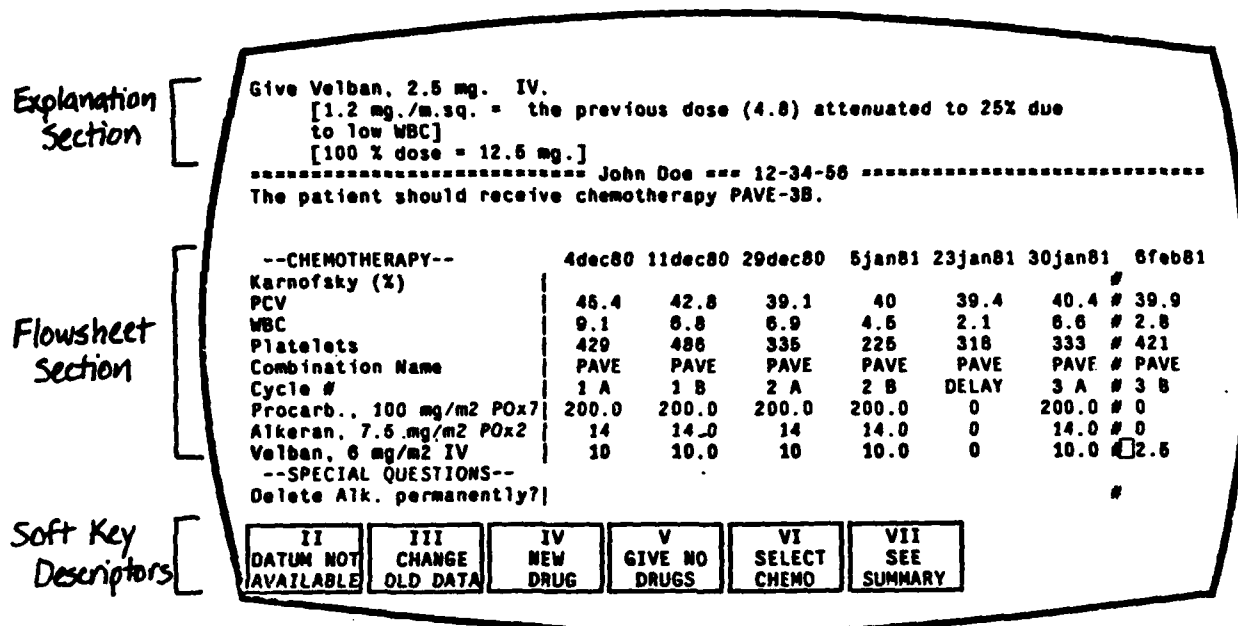 Explanation Section
Give Velban, 2.5 mg. IV.
[1.2 mg./m.sq. = the previous dose (4.8) attenuated to 25% due
to low WBC]
[100 % dose = 12.5 mg.]
============================ John Doe === 12-34-56 =============================
The patient should receive chemotherapy PAVE-3B.
Flowsheet Section
--CHEMOTHERAPY-- 4dec80 11dec80 29dec80 5jan81 23jan81 30jan81 6feb81
Karnofsky (%) | #
PCV | 45.4 42.8 39.1 40 39.4 40.4 # 39.9
WBC | 9.1 6.8 6.9 4.5 2.1 6.6 # 2.8
Platelets | 429 486 335 225 318 333 # 421
Combination Name | PAVE PAVE PAVE PAVE PAVE PAVE # PAVE
Cycle # | 1 A 1 B 2 A 2 B DELAY 3 A # 3 B
Procarb., 100 mg/m2 POx7| 200.0 200.0 200.0 200.0 0 200.0 # 0
Alkeran, 7.5 mg/m2 POx2 | 14 14.0 14 14.0 0 14.0 # 0
Velban, 6 mg/m2 IV | 10 10.0 10 10.0 0 10.0 # 2.5
--SPECIAL QUESTIONS--
Delete Alk. permanently?| #
Soft Key Descriptors
II III IV V VI VII
DATUM NOT CHANGE NEW GIVE NO SELECT SEE
AVAILABLE OLD DATA DRUG DRUGS CHEMO SUMMARY